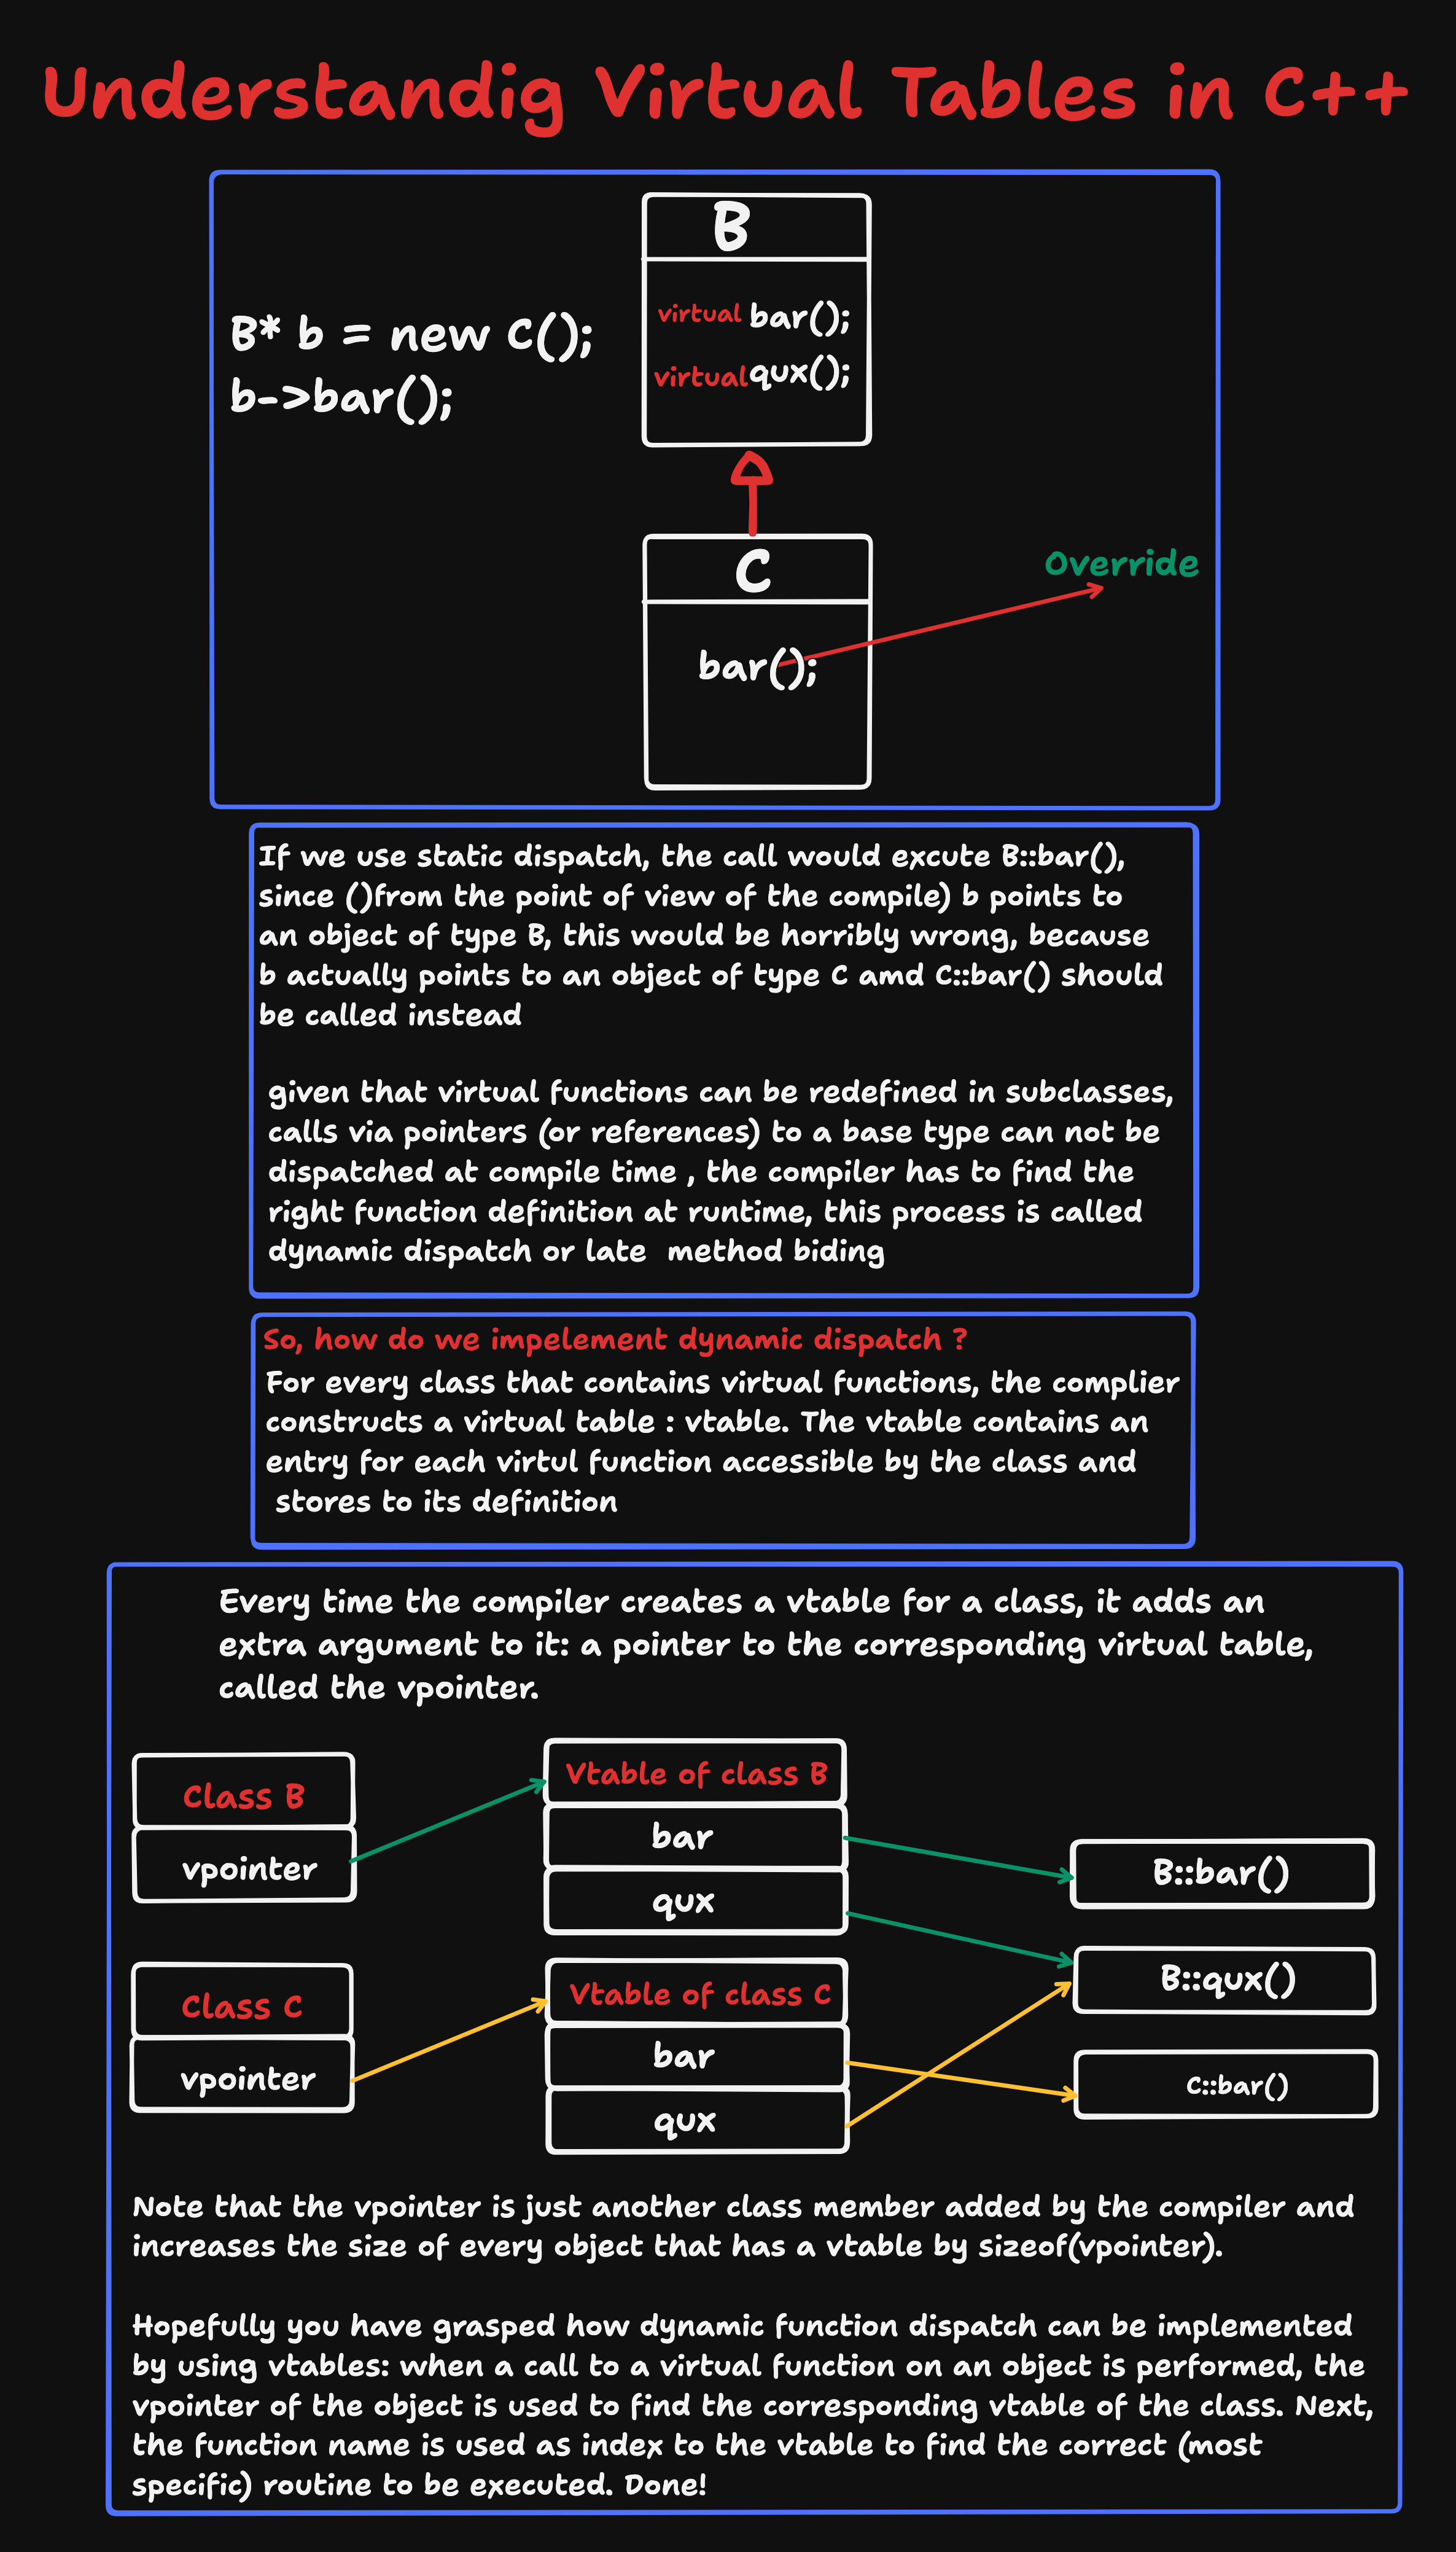 Understandig Virtual Tables in C++
B
virtual bar();
virtual qux();
B* b = new C();
b->bar();
C
Override
bar();
If we use static dispatch, the call would excute B::bar(),
since ()from the point of view of the compile) b points to
an object of type B, this would be horribly wrong, because
b actually points to an object of type C amd C::bar() should
be called instead
given that virtual functions can be redefined in subclasses,
calls via pointers (or references) to a base type can not be
dispatched at compile time , the compiler has to find the
right function definition at runtime, this process is called
dynamic dispatch or late method biding
So, how do we impelement dynamic dispatch ?
For every class that contains virtual functions, the complier
constructs a virtual table : vtable. The vtable contains an
entry for each virtul function accessible by the class and
stores to its definition
Every time the compiler creates a vtable for a class, it adds an
extra argument to it: a pointer to the corresponding virtual table,
called the vpointer.
Class B
vpointer
Vtable of class B
bar
qux
B::bar()
B::qux()
Class C
vpointer
Vtable of class C
bar
qux
C::bar()
Note that the vpointer is just another class member added by the compiler and
increases the size of every object that has a vtable by sizeof(vpointer).
Hopefully you have grasped how dynamic function dispatch can be implemented
by using vtables: when a call to a virtual function on an object is performed, the
vpointer of the object is used to find the corresponding vtable of the class. Next,
the function name is used as index to the vtable to find the correct (most
specific) routine to be executed. Done!